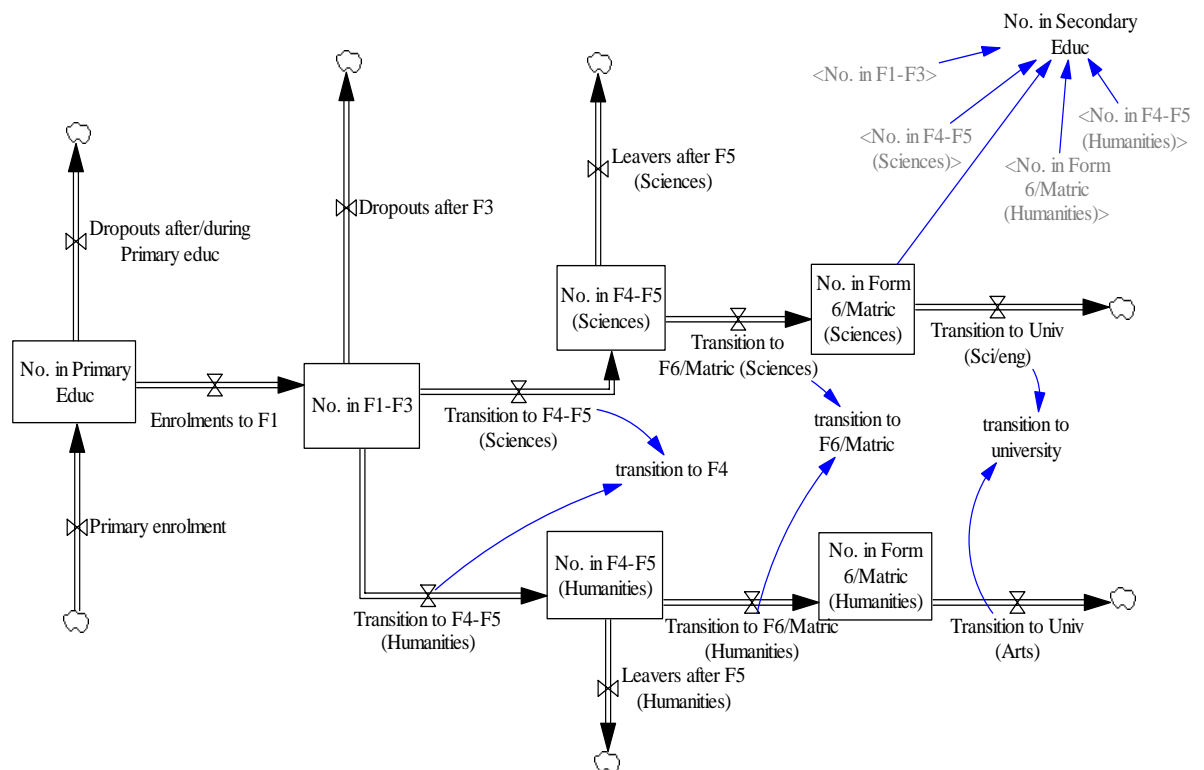 No. in Secondary
Educ
<No. in F1-F3>
<No. in F4-F5
(Sciences)>
<No. in Form
6/Matric
(Humanities)>
<No. in F4-F5
(Humanities)>
Leavers after F5
(Sciences)
Dropouts after F3
Dropouts after/during
Primary educ
No. in F4-F5
(Sciences)
No. in Form
6/Matric
(Sciences)
Transition to
F6/Matric (Sciences)
Transition to Univ
(Sci/eng)
No. in Primary
Educ
Enrolments to F1
No. in F1-F3
Transition to F4-F5
(Sciences)
transition to F4
transition to
F6/Matric
transition to
university
Primary enrolment
No. in F4-F5
(Humanities)
No. in Form
6/Matric
(Humanities)
Transition to F4-F5
(Humanities)
Transition to F6/Matric
(Humanities)
Transition to Univ
(Arts)
Leavers after F5
(Humanities)